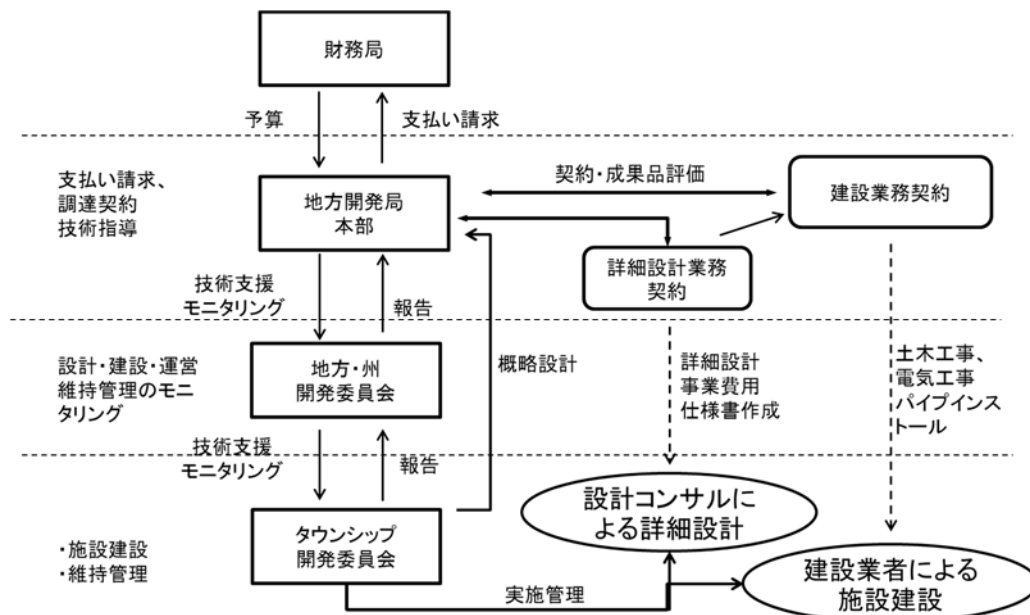 財務局
予算
支払い請求
支払い請求、
調達契約
技術指導
地方開発局
本部
契約・成果品評価
建設業務契約
詳細設計業務
契約
技術支援
モニタリング
報告
設計・建設・運営
維持管理のモニ
タリング
地方・州
開発委員会
概略設計
詳細設計
事業費用
仕様書作成
土木工事、
電気工事
パイプインス
トール
技術支援
モニタリング
報告
設計コンサルに
よる詳細設計
・施設建設
・維持管理
タウンシップ
開発委員会
実施管理
建設業者による
施設建設